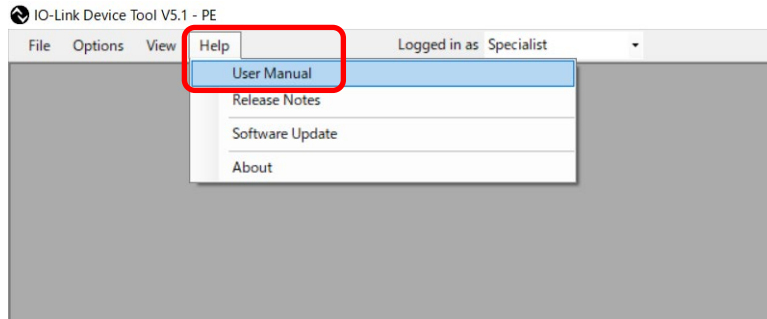 IO-Link Device Tool V5.1 - PE
File Options View Help Logged in as Specialist
User Manual
Release Notes
Software Update
About